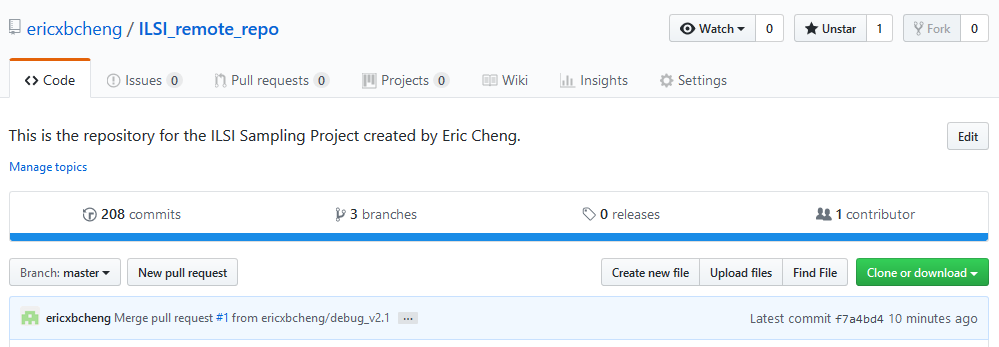 ericxbcheng / ILSI_remote_repo Watch 0 Unstar 1 Fork 0
Code Issues 0 Pull requests 0 Projects 0 Wiki Insights Settings
This is the repository for the ILSI Sampling Project created by Eric Cheng. Edit
Manage topics
208 commits 3 branches 0 releases 1 contributor
Branch: master New pull request Create new file Upload files Find File Clone or download
ericxbcheng Merge pull request #1 from ericxbcheng/debug_v2.1 ... Latest commit f7a4bd4 10 minutes ago